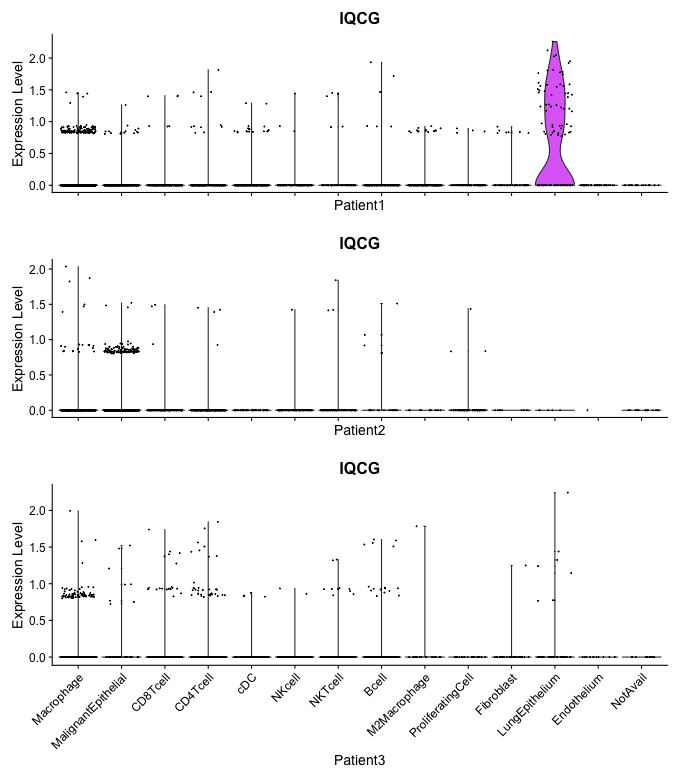 IQCG
Expression Level
2.0
1.5
1.0
0.5
0.0
Patient1
IQCG
Expression Level
2.0
1.5
1.0
0.5
0.0
Patient2
IQCG
Expression Level
2.0
1.5
1.0
0.5
0.0
Macrophage
MalignantEpithelial
CD8Tcell
CD4Tcell
cDC
NKcell
NKTcell
Bcell
M2Macrophage
ProliferatingCell
Fibroblast
LungEpithelium
Endothelium
NotAvail
Patient3